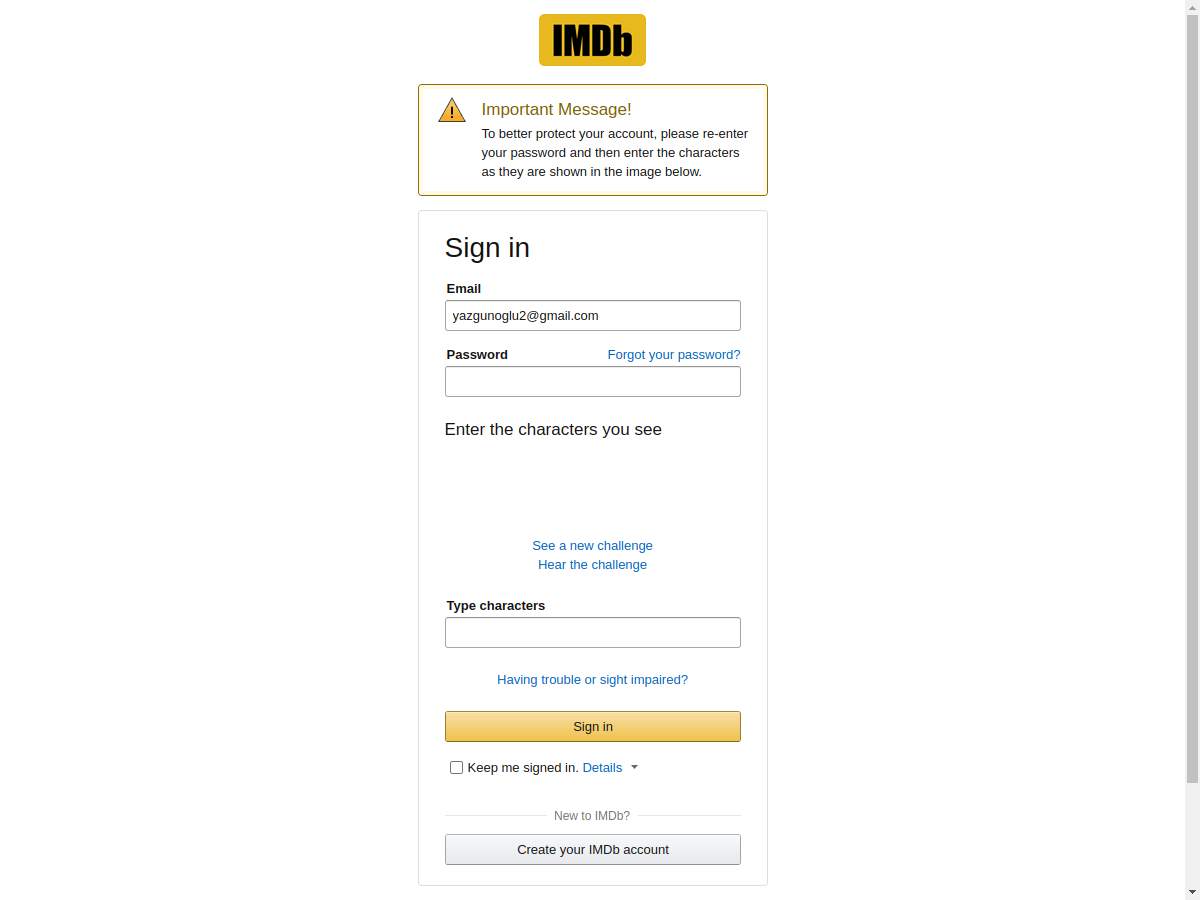 IMDb
Important Message!
To better protect your account, please re-enter
your password and then enter the characters
as they are shown in the image below.
Sign in
Email
yazgunoglu2@gmail.com
Password Forgot your password?
Enter the characters you see
See a new challenge
Hear the challenge
Type characters
Having trouble or sight impaired?
Sign in
Keep me signed in. Details
New to IMDb?
Create your IMDb account